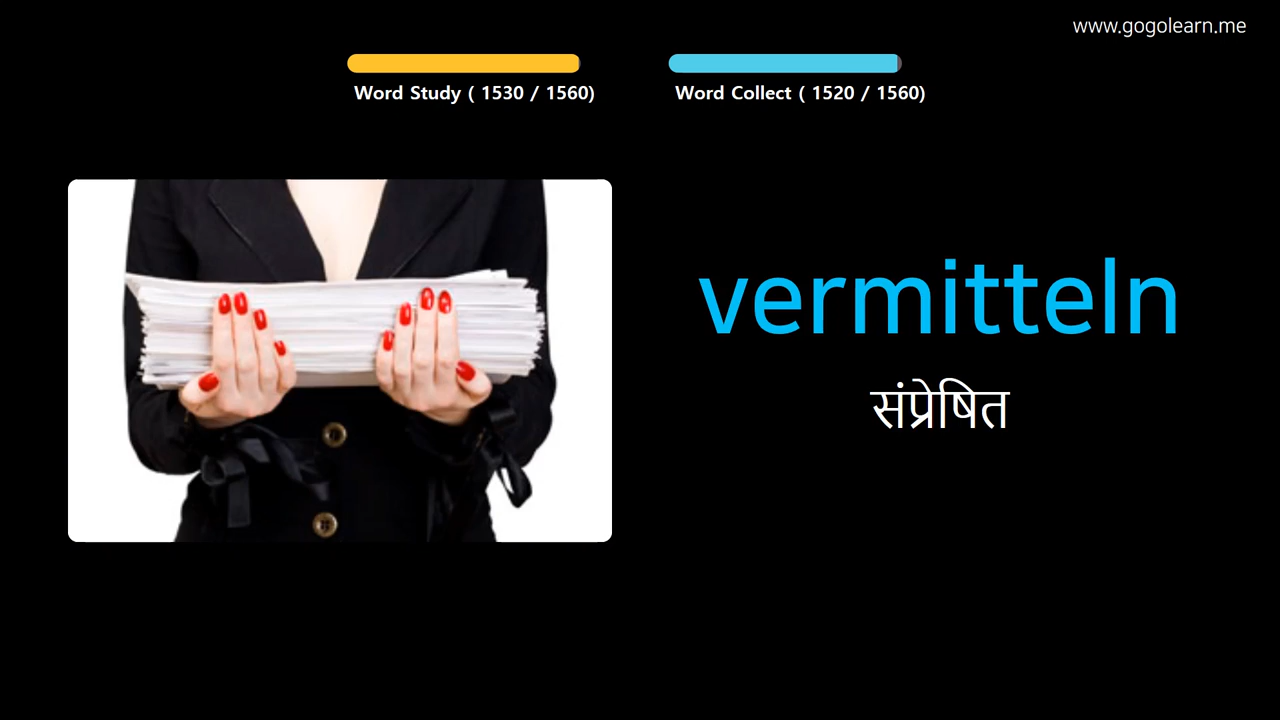 www.gogolearn.me
Word Study ( 1530 / 1560)
Word Collect ( 1520 / 1560)
vermitteln
संप्रेषित